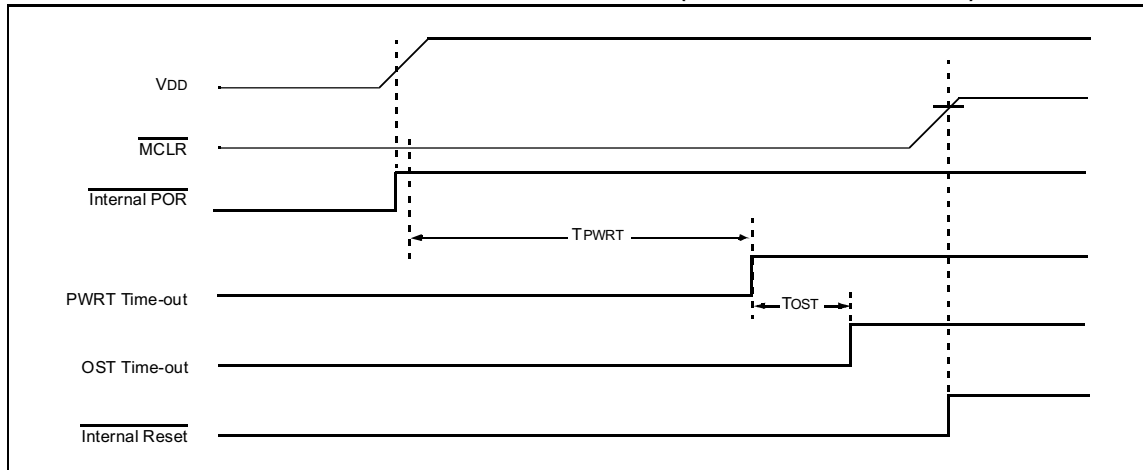 VDD
MCLR
Internal POR
TPWRT
PWRT Time-out
TOST
OST Time-out
Internal Reset